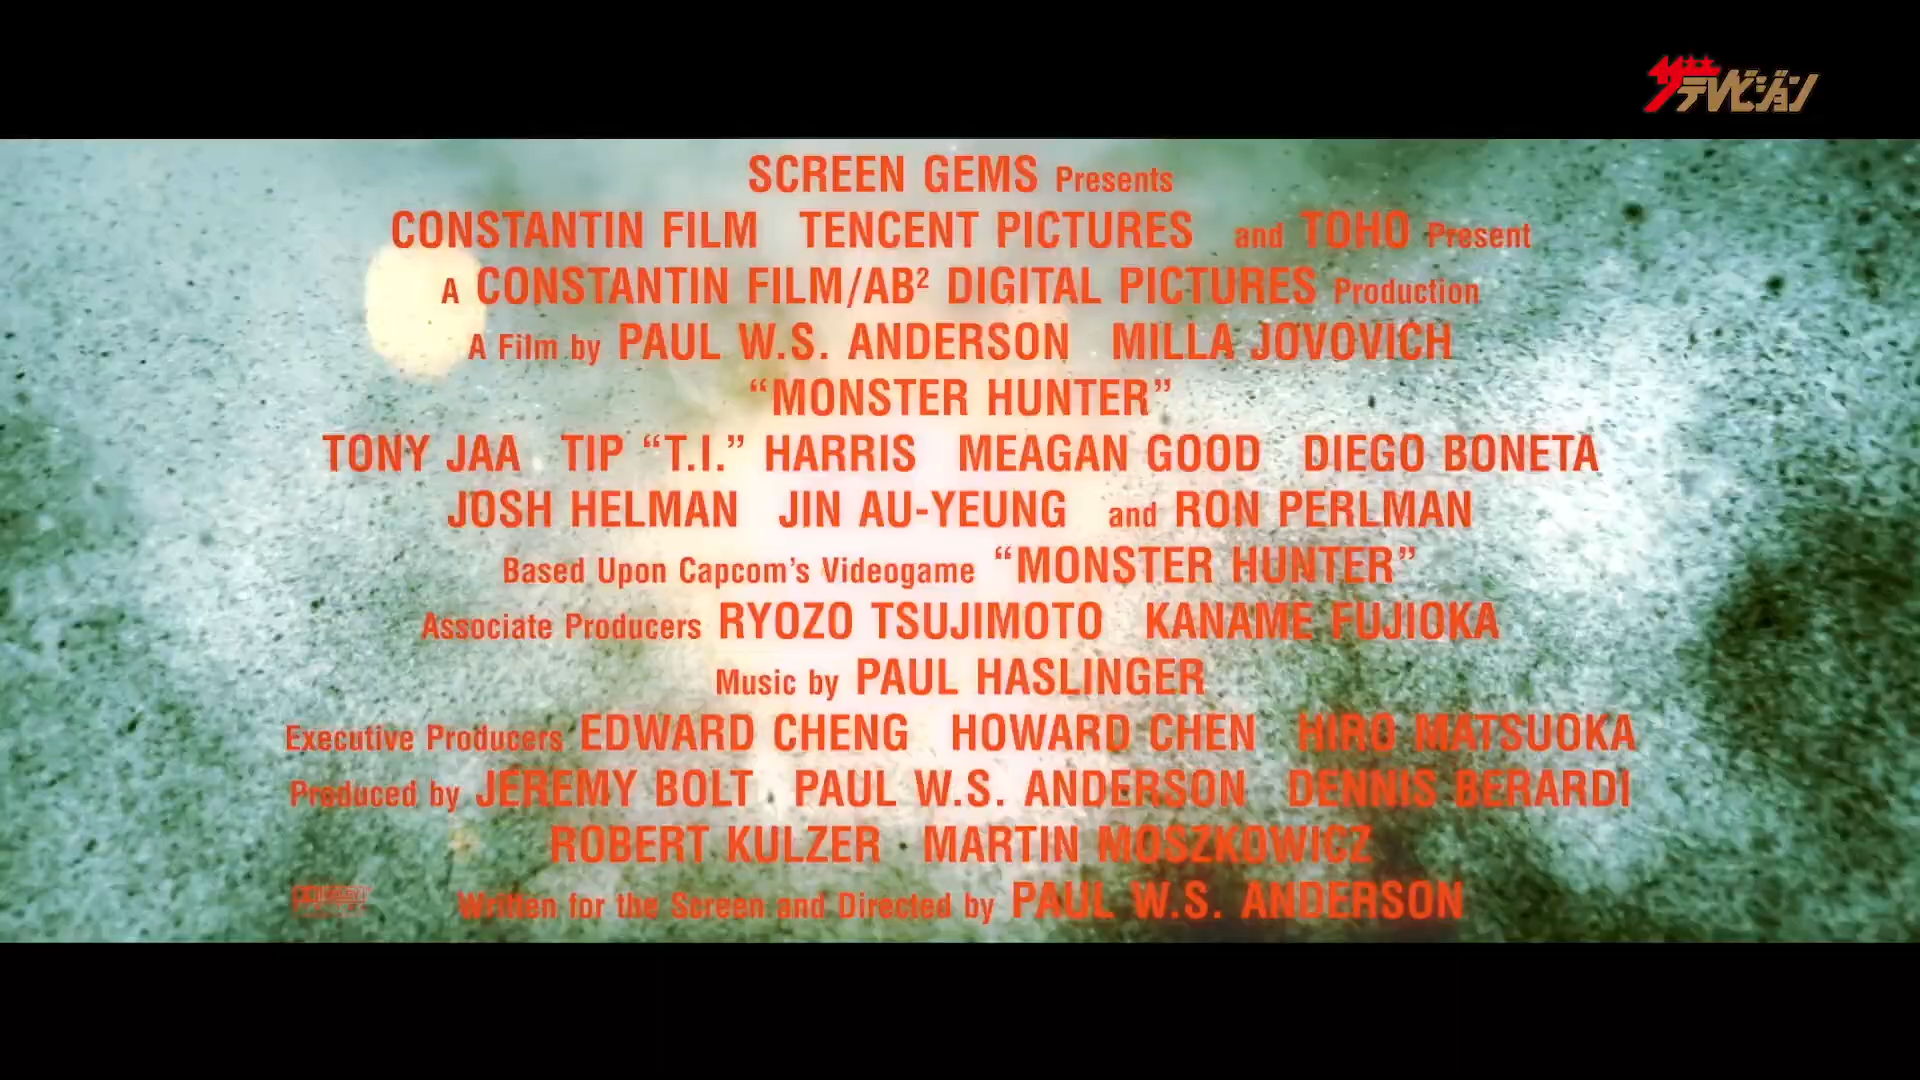 ザテレビジョン
SCREEN GEMS Presents
CONSTANTIN FILM TENCENT PICTURES and TOHO Present
A CONSTANTIN FILM/AB² DIGITAL PICTURES Production
A Film by PAUL W.S. ANDERSON MILLA JOVOVICH
“MONSTER HUNTER”
TONY JAA TIP “T.I.” HARRIS MEAGAN GOOD DIEGO BONETA
JOSH HELMAN JIN AU-YEUNG and RON PERLMAN
Based Upon Capcom’s Videogame “MONSTER HUNTER”
Associate Producers RYOZO TSUJIMOTO KANAME FUJIOKA
Music by PAUL HASLINGER
Executive Producers EDWARD CHENG HOWARD CHEN HIRO MATSUOKA
Produced by JEREMY BOLT PAUL W.S. ANDERSON DENNIS BERARDI
ROBERT KULZER MARTIN MOSZKOWICZ
Written for the Screen and Directed by PAUL W.S. ANDERSON